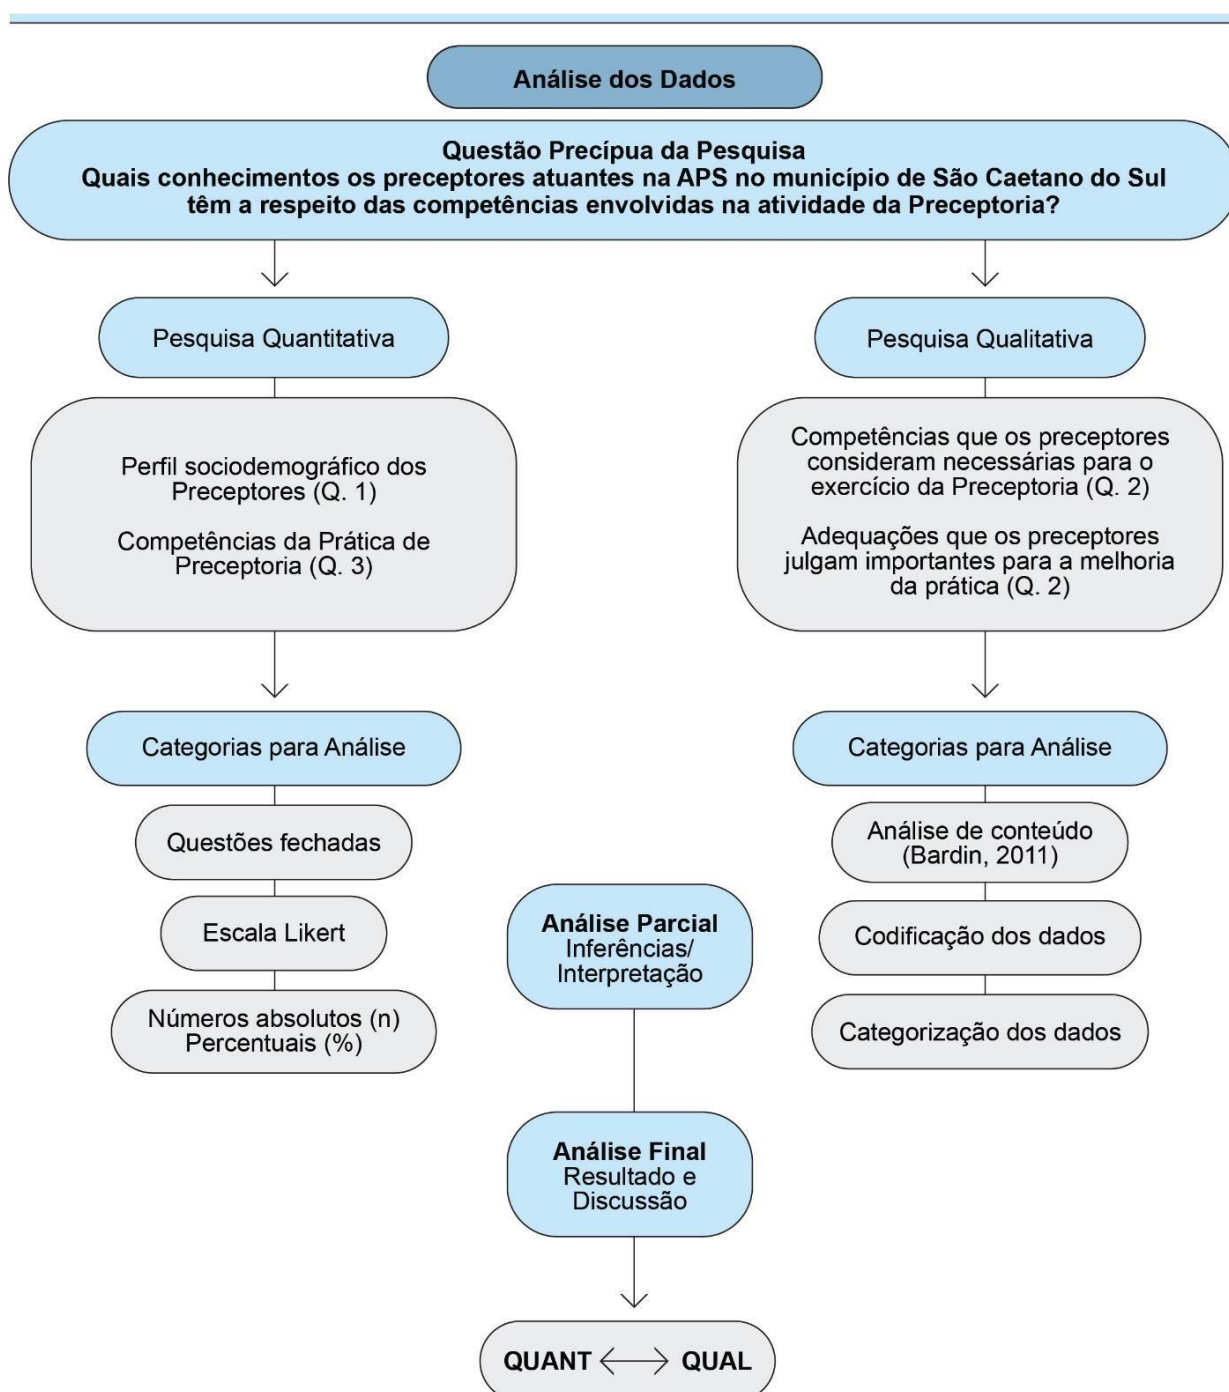 Análise dos Dados
Questão Precípua da Pesquisa
Quais conhecimentos os preceptores atuantes na APS no município de São Caetano do Sul
têm a respeito das competências envolvidas na atividade da Preceptoria?
Pesquisa Quantitativa
Perfil sociodemográfico dos
Preceptores (Q. 1)
Competências da Prática de
Preceptoria (Q. 3)
Categorias para Análise
Questões fechadas
Escala Likert
Números absolutos (n)
Percentuais (%)
Pesquisa Qualitativa
Competências que os preceptores
consideram necessárias para o
exercício da Preceptoria (Q. 2)
Adequações que os preceptores
julgam importantes para a melhoria
da prática (Q. 2)
Categorias para Análise
Análise de conteúdo
(Bardin, 2011)
Codificação dos dados
Categorização dos dados
Análise Parcial
Inferências/
Interpretação
Análise Final
Resultado e
Discussão
QUANT QUAL